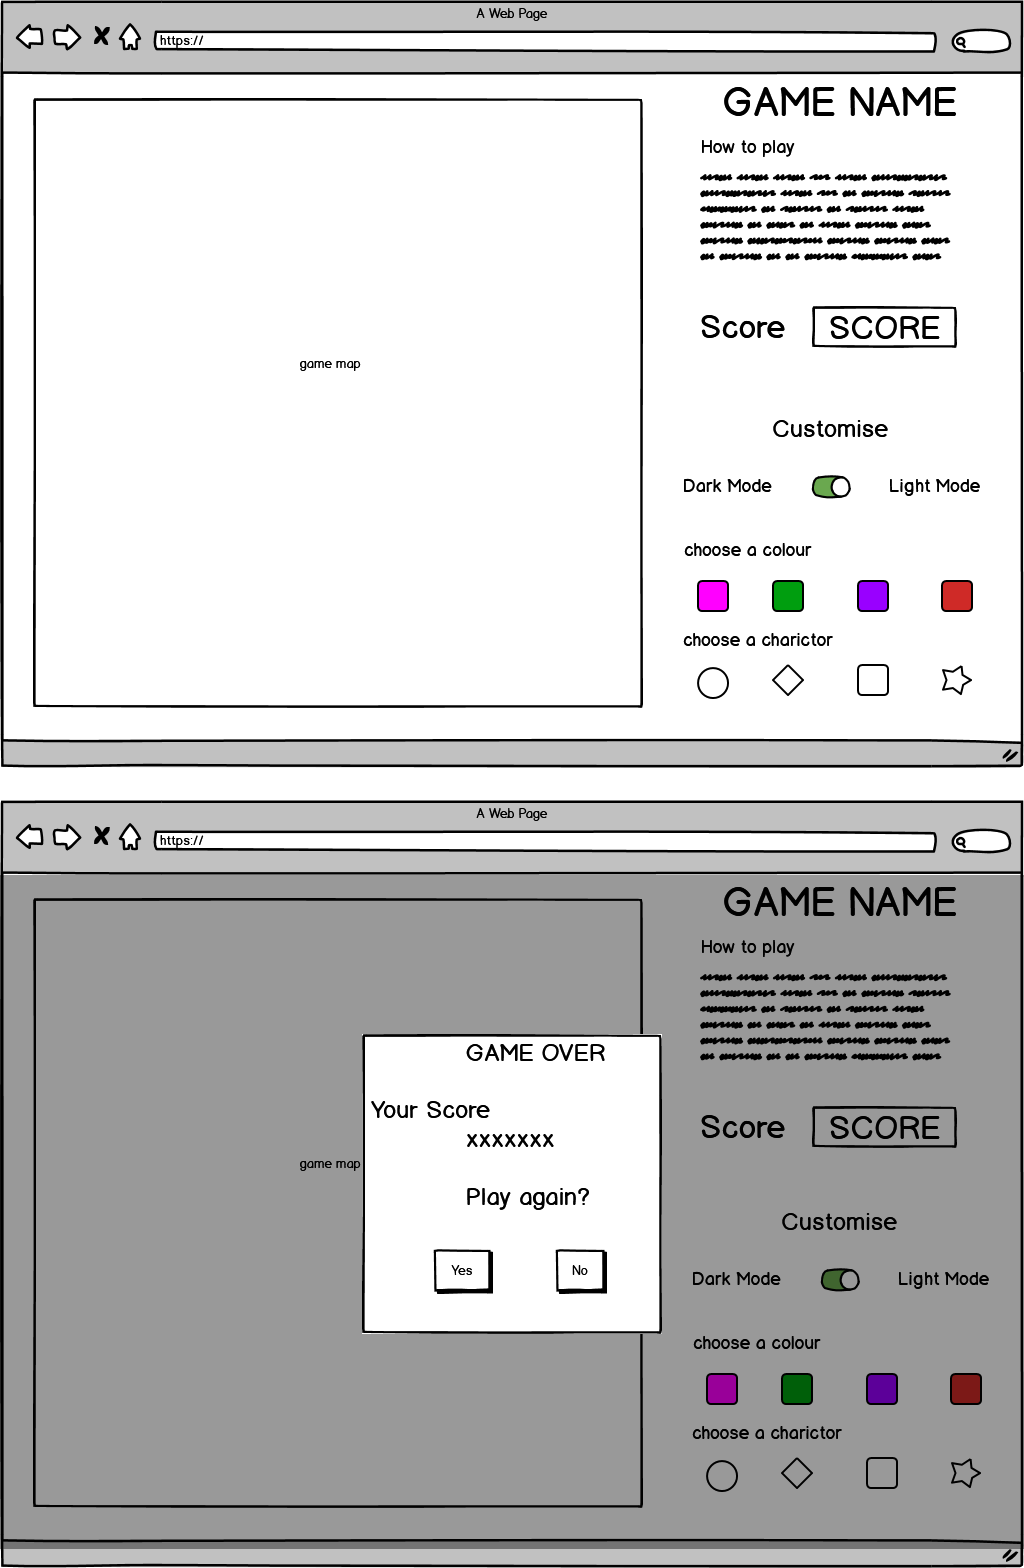 A Web Page
https://
GAME NAME
How to play
Score SCORE
game map
Customise
Dark Mode Light Mode
choose a colour
choose a charictor
A Web Page
https://
GAME NAME
How to play
GAME OVER
Your Score
xxxxxxx
Score SCORE
game map
Play again?
Yes No
Customise
Dark Mode Light Mode
choose a colour
choose a charictor